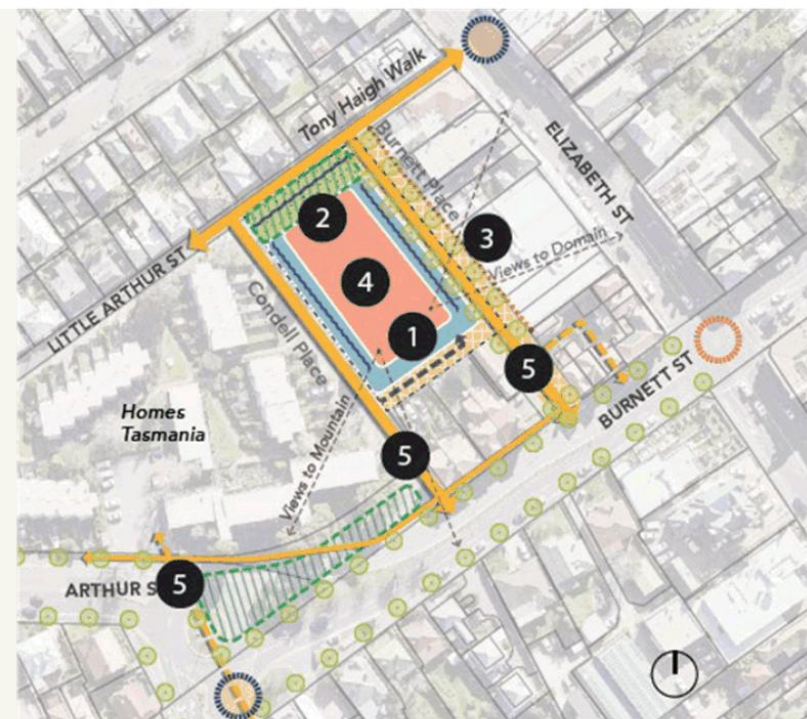 Tony Haigh Walk
Burnett Place
ELIZABETH ST
2
3
Views to Domain
4
LITTLE ARTHUR ST
Condell Place
1
5
BURNETT ST
Homes
Tasmania
Views to Mountain
5
ARTHUR S
5